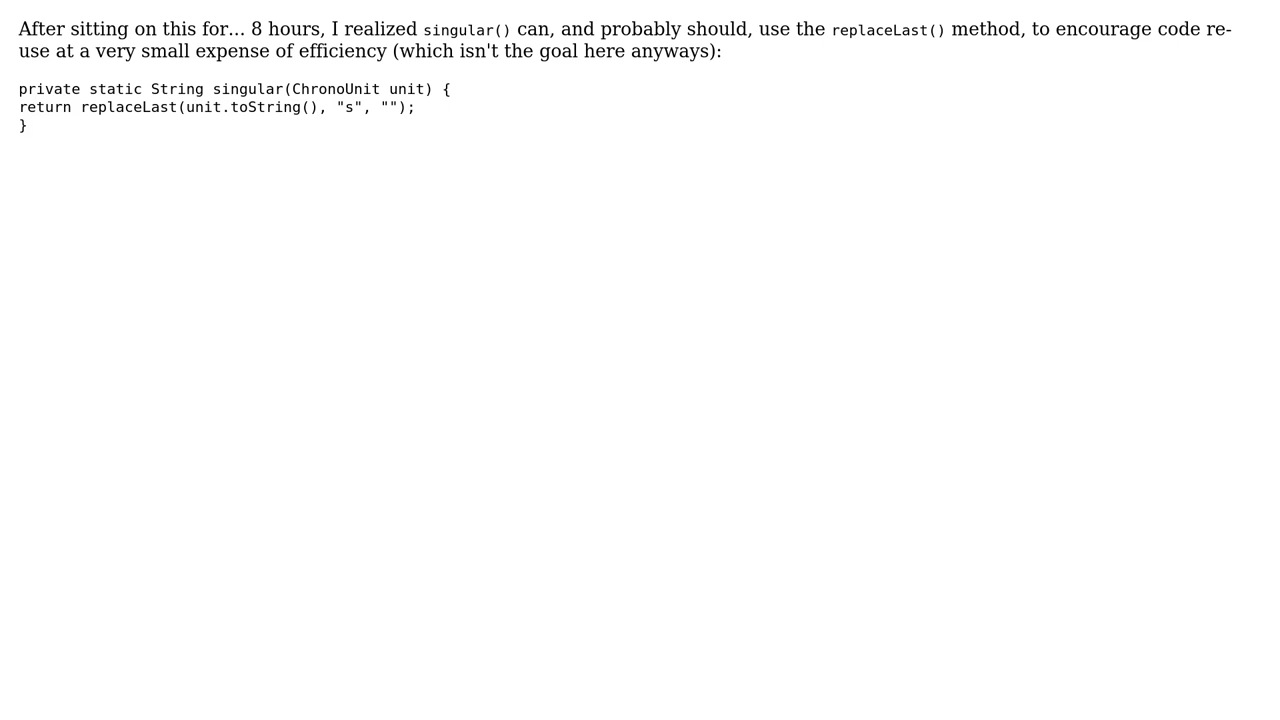 After sitting on this for... 8 hours, I realized singular() can, and probably should, use the replaceLast() method, to encourage code re-
use at a very small expense of efficiency (which isn't the goal here anyways):
private static String singular(ChronoUnit unit) {
return replaceLast(unit.toString(), "s", "");
}